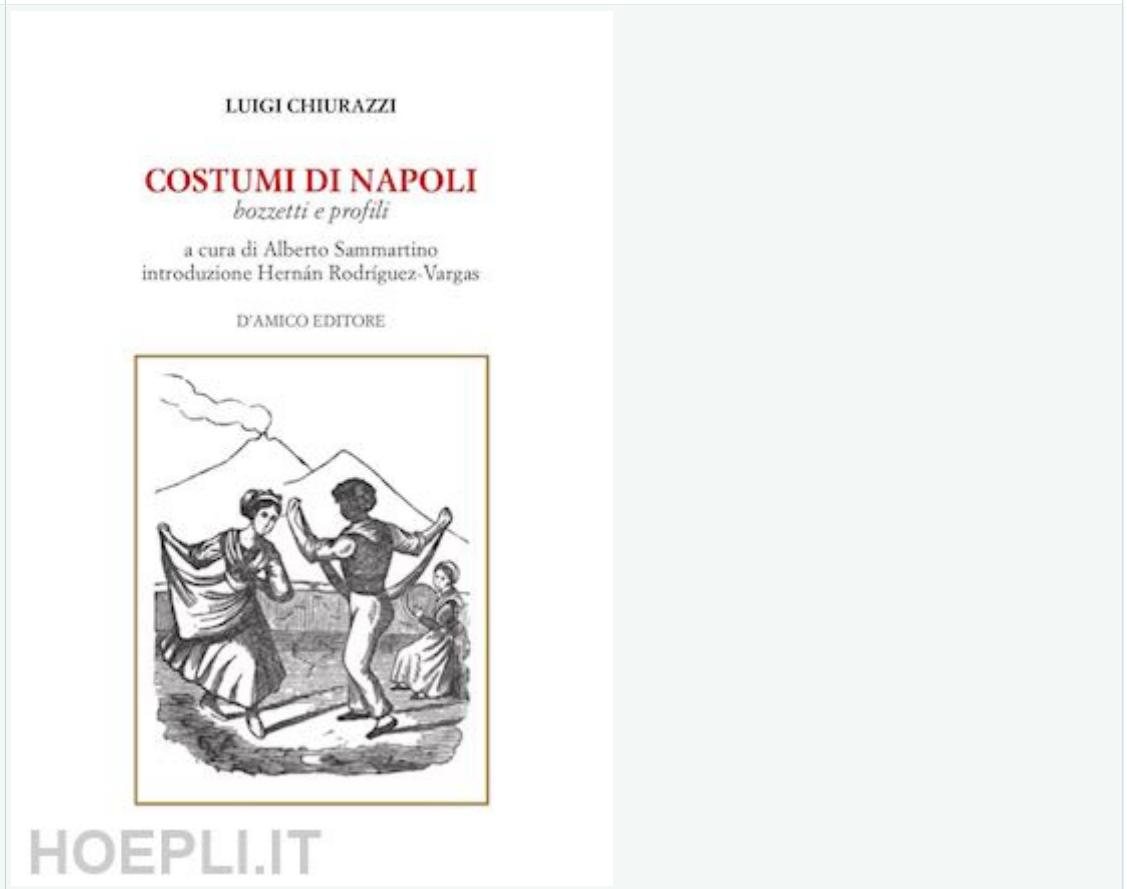 LUIGI CHIURAZZI
COSTUMI DI NAPOLI
bozzetti e profili
a cura di Alberto Sammartino
introduzione Hernán Rodríguez-Vargas
D'AMICO EDITORE
HOEPLI.IT